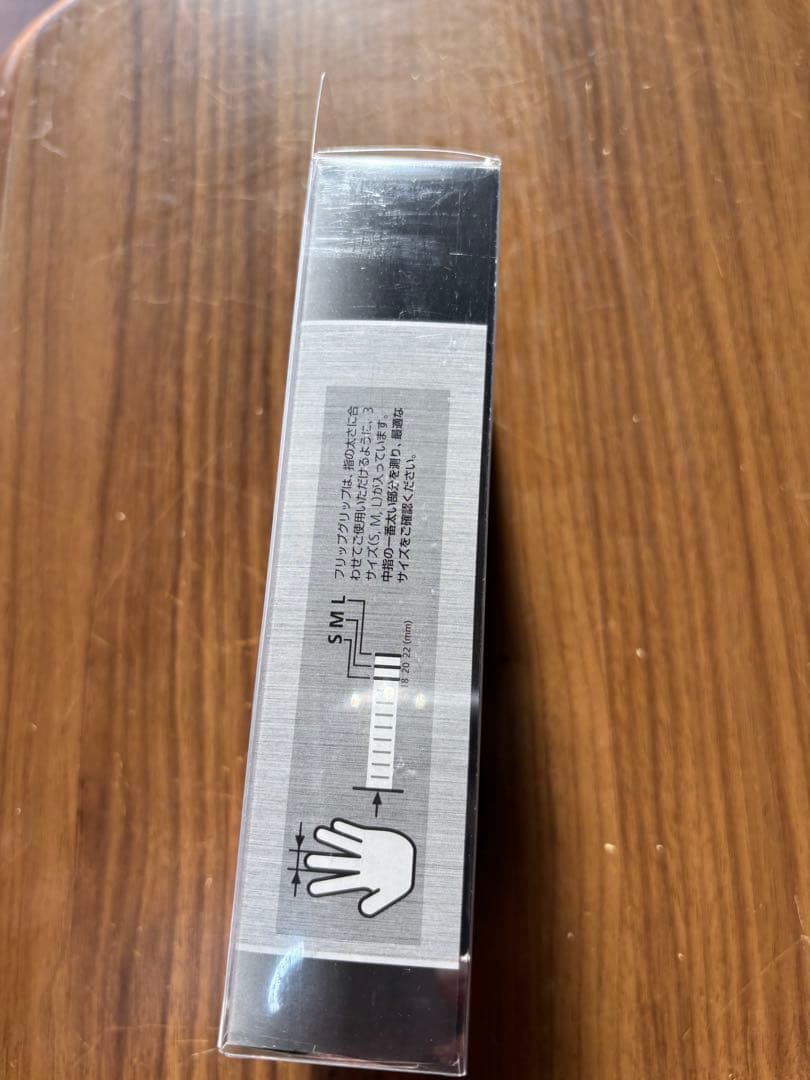 フリップグリップは、指の太さに合
わせてご使用いただけるように、3
サイズ(S, M, L)が入っています。
中指の一番太い部分を測り、最適な
サイズをご確認ください。
S M L
18 20 22 (mm)